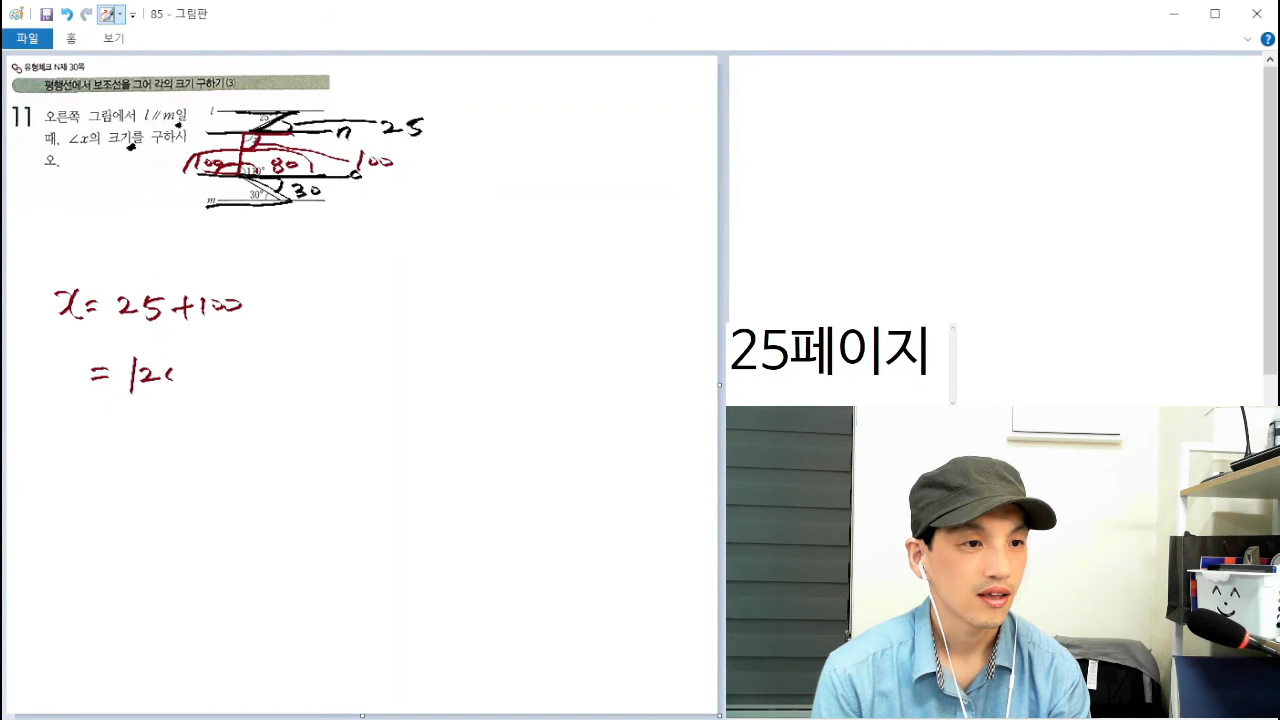 85 - 그림판
파일 홈 보기
유형체크 N제 30쪽
평행선에서 보조선을 그어 각의 크기 구하기(3)
11 오른쪽 그림에서 l∥m일
때, ∠x의 크기를 구하시
오.
l
25
n 25
100 80 100
110°
30° 30
m
x = 25+100
= 12
25페이지